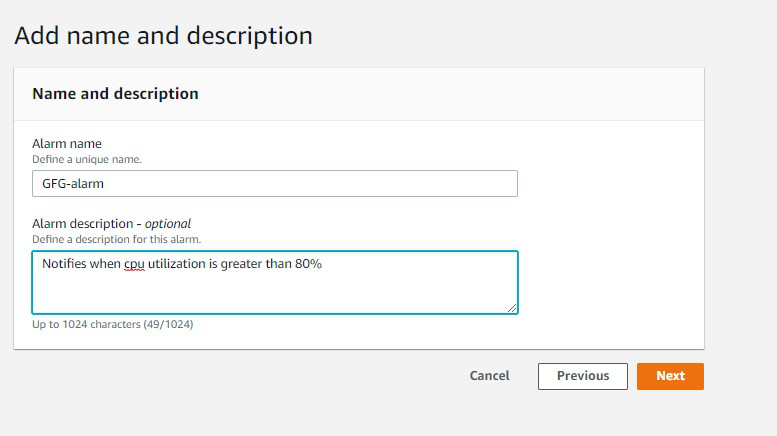 Add name and description
Name and description
Alarm name
Define a unique name.
GFG-alarm
Alarm description - optional
Define a description for this alarm.
Notifies when cpu utilization is greater than 80%
Up to 1024 characters (49/1024)
Cancel Previous Next